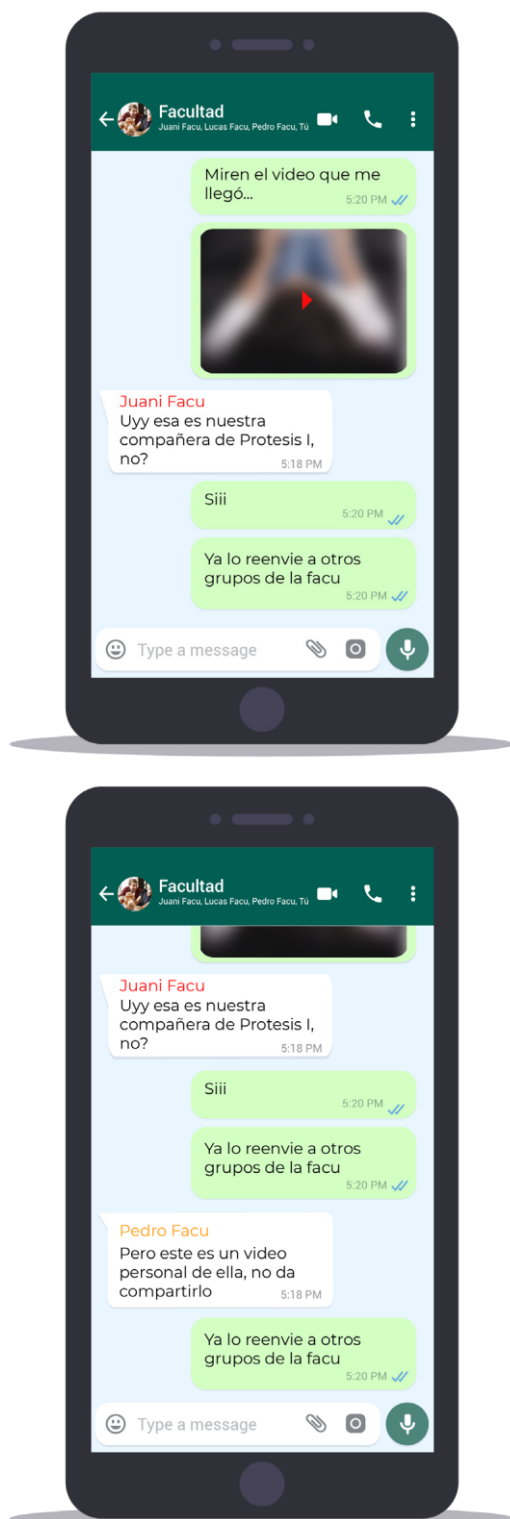 Facultad
Juani Facu, Lucas Facu, Pedro Facu, Tú
Miren el video que me
llegó...
5:20 PM
Juani Facu
Uyy esa es nuestra
compañera de Protesis I,
no?
5:18 PM
Siii
5:20 PM
Ya lo reenvie a otros
grupos de la facu
5:20 PM
Type a message
Facultad
Juani Facu, Lucas Facu, Pedro Facu, Tú
Juani Facu
Uyy esa es nuestra
compañera de Protesis I,
no?
5:18 PM
Siii
5:20 PM
Ya lo reenvie a otros
grupos de la facu
5:20 PM
Pedro Facu
Pero este es un video
personal de ella, no da
compartirlo
5:18 PM
Ya lo reenvie a otros
grupos de la facu
5:20 PM
Type a message